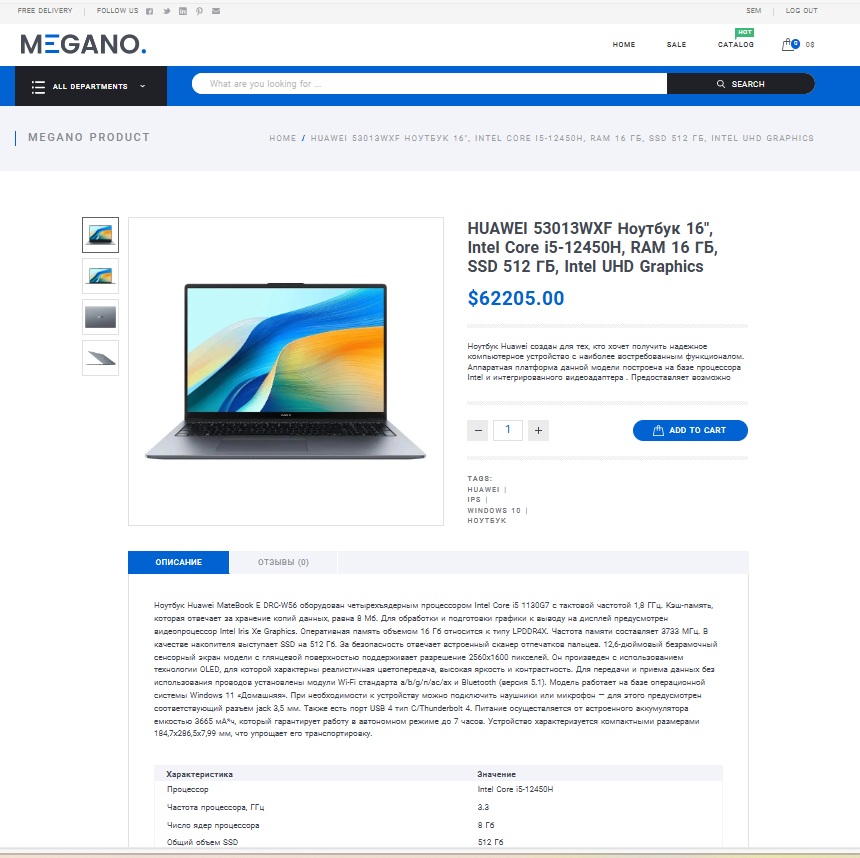 FREE DELIVERY FOLLOW US SEM LOG OUT
HOT
MEGANO. HOME SALE CATALOG 0 0$
ALL DEPARTMENTS What are you looking for ... SEARCH
MEGANO PRODUCT HOME / HUAWEI 53013WXF НОУТБУК 16", INTEL CORE I5-12450H, RAM 16 ГБ, SSD 512 ГБ, INTEL UHD GRAPHICS
HUAWEI 53013WXF Ноутбук 16",
Intel Core i5-12450H, RAM 16 ГБ,
SSD 512 ГБ, Intel UHD Graphics
$62205.00
Ноутбук Huawei создан для тех, кто хочет получить надежное
компьютерное устройство с наиболее востребованным функционалом.
Аппаратная платформа данной модели построена на базе процессора
Intel и интегрированного видеоадаптера . Предоставляет возможно
− 1 + ADD TO CART
TAGS:
HUAWEI |
IPS |
WINDOWS 10 |
НОУТБУК
ОПИСАНИЕ ОТЗЫВЫ (0)
Ноутбук Huawei MateBook E DRC-W56 оборудован четырехъядерным процессором Intel Core i5 1130G7 с тактовой частотой 1,8 ГГц. Кэш-память,
которая отвечает за хранение копий данных, равна 8 Мб. Для обработки и подготовки графики к выводу на дисплей предусмотрен
видеопроцессор Intel Iris Xe Graphics. Оперативная память объемом 16 Гб относится к типу LPDDR4X. Частота памяти составляет 3733 МГц. В
качестве накопителя выступает SSD на 512 Гб. За безопасность отвечает встроенный сканер отпечатков пальцев. 12,6-дюймовый безрамочный
сенсорный экран модели с глянцевой поверхностью поддерживает разрешение 2560x1600 пикселей. Он произведен с использованием
технологии OLED, для которой характерны реалистичная цветопередача, высокая яркость и контрастность. Для передачи и приема данных без
использования проводов установлены модули Wi-Fi стандарта a/b/g/n/ac/ax и Bluetooth (версия 5.1). Модель работает на базе операционной
системы Windows 11 «Домашняя». При необходимости к устройству можно подключить наушники или микрофон — для этого предусмотрен
соответствующий разъем jack 3,5 мм. Также есть порт USB 4 тип C/Thunderbolt 4. Питание осуществляется от встроенного аккумулятора
емкостью 3665 мА*ч, который гарантирует работу в автономном режиме до 7 часов. Устройство характеризуется компактными размерами
184,7x286,5x7,99 мм, что упрощает его транспортировку.
Характеристика Значение
Процессор Intel Core i5-12450H
Частота процессора, ГГц 3.3
Число ядер процессора 8 Гб
Общий объем SSD 512 Гб